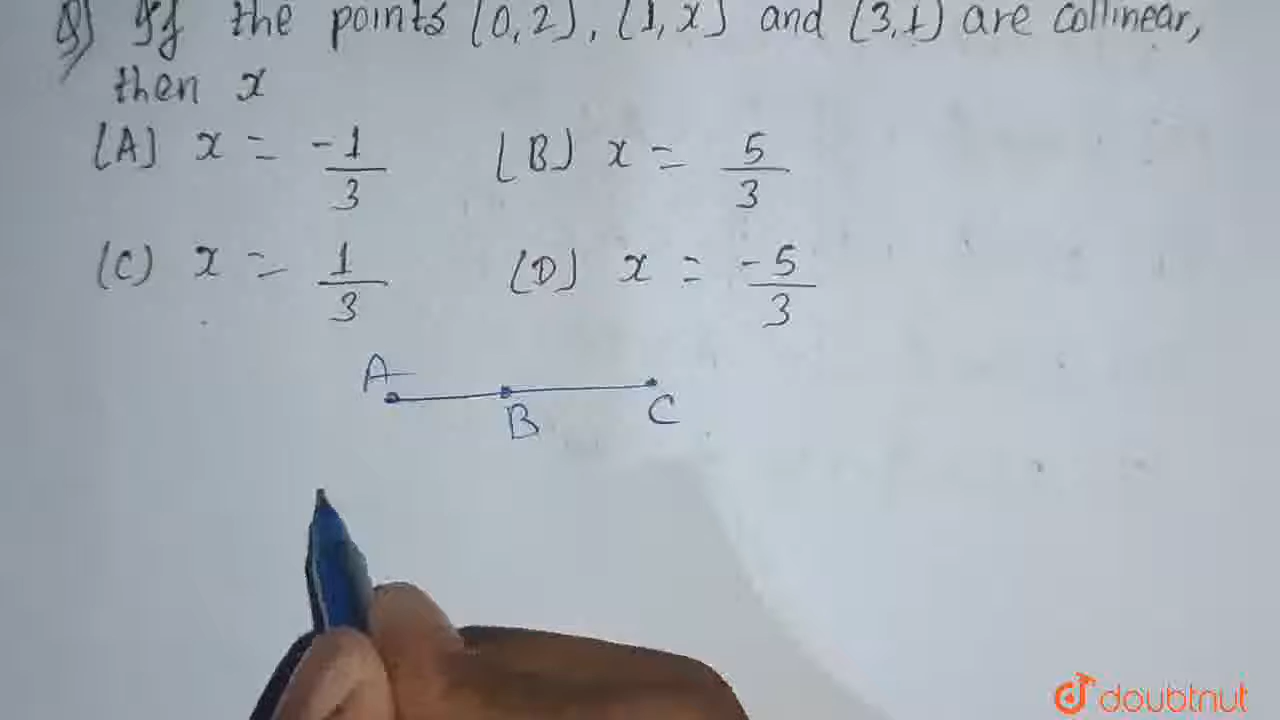 Q) If the points (0,2), (1,x) and (3,1) are collinear,
then x
(A) x = -1/3 (B) x = 5/3
(C) x = 1/3 (D) x = -5/3
A B C
doubtnut